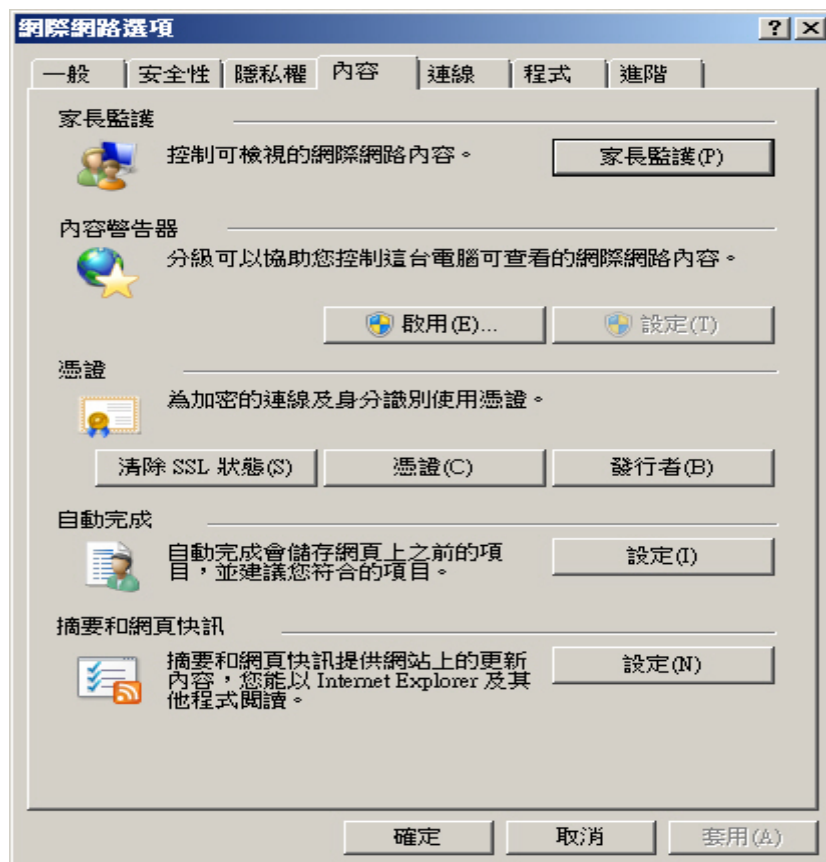 網際網路選項
一般 安全性 隱私權 內容 連線 程式 進階
家長監護
控制可檢視的網際網路內容。 家長監護(P)
內容警告器
分級可以協助您控制這台電腦可查看的網際網路內容。
啟用(E)... 設定(T)
憑證
為加密的連線及身分識別使用憑證。
清除 SSL 狀態(S) 憑證(C) 發行者(B)
自動完成
自動完成會儲存網頁上之前的項
目，並建議您符合的項目。
設定(I)
摘要和網頁快訊
摘要和網頁快訊提供網站上的更新
內容，您能以 Internet Explorer 及其
他程式閱讀。
設定(N)
確定 取消 套用(A)